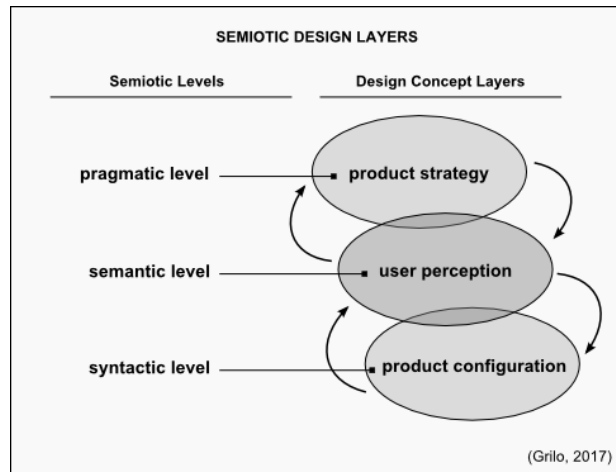 SEMIOTIC DESIGN LAYERS
Semiotic Levels
Design Concept Layers
pragmatic level
product strategy
semantic level
user perception
syntactic level
product configuration
(Grilo, 2017)